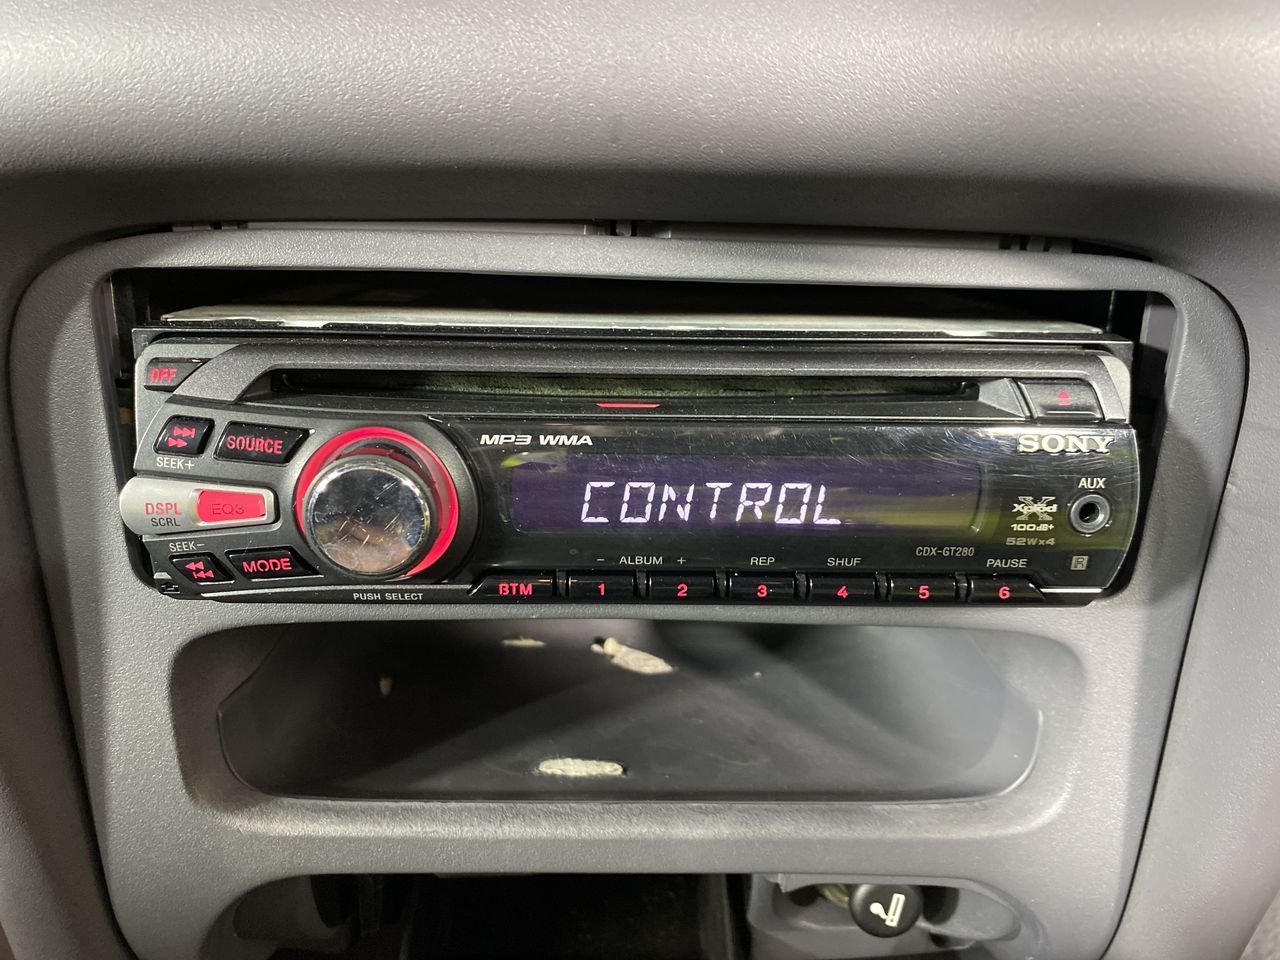 OFF
SOURCE
SEEK+
DSPL
SCRL
EQ3
SEEK-
MODE
PUSH SELECT
MP3 WMA
SONY
CONTROL
AUX
Xplod
100dB+
52W×4
CDX-GT280
- ALBUM +
REP
SHUF
PAUSE
BTM
1
2
3
4
5
6
R